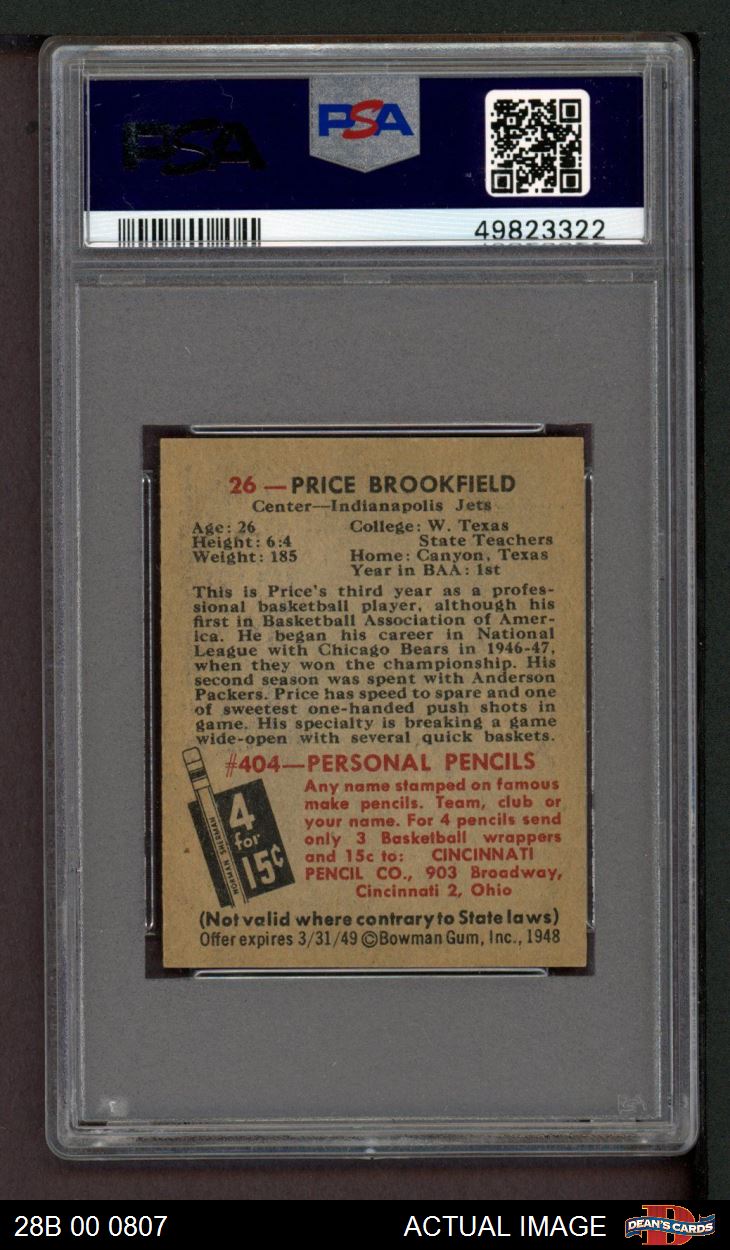 PSA
PSA
49823322
26 — PRICE BROOKFIELD
Center—Indianapolis Jets
Age: 26 College: W. Texas
Height: 6:4 State Teachers
Weight: 185 Home: Canyon, Texas
Year in BAA: 1st
This is Price's third year as a profes-
sional basketball player, although his
first in Basketball Association of Amer-
ica. He began his career in National
League with Chicago Bears in 1946-47,
when they won the championship. His
second season was spent with Anderson
Packers. Price has speed to spare and one
of sweetest one-handed push shots in
game. His specialty is breaking a game
wide-open with several quick baskets.
#404—PERSONAL PENCILS
Any name stamped on famous
make pencils. Team, club or
your name. For 4 pencils send
only 3 Basketball wrappers
and 15c to: CINCINNATI
PENCIL CO., 903 Broadway,
Cincinnati 2, Ohio
NORMAN SHERMAN
4
for
15¢
(Not valid where contrary to State laws)
Offer expires 3/31/49 ©Bowman Gum, Inc., 1948
PSA
28B 00 0807 ACTUAL IMAGE DEAN'S CARDS